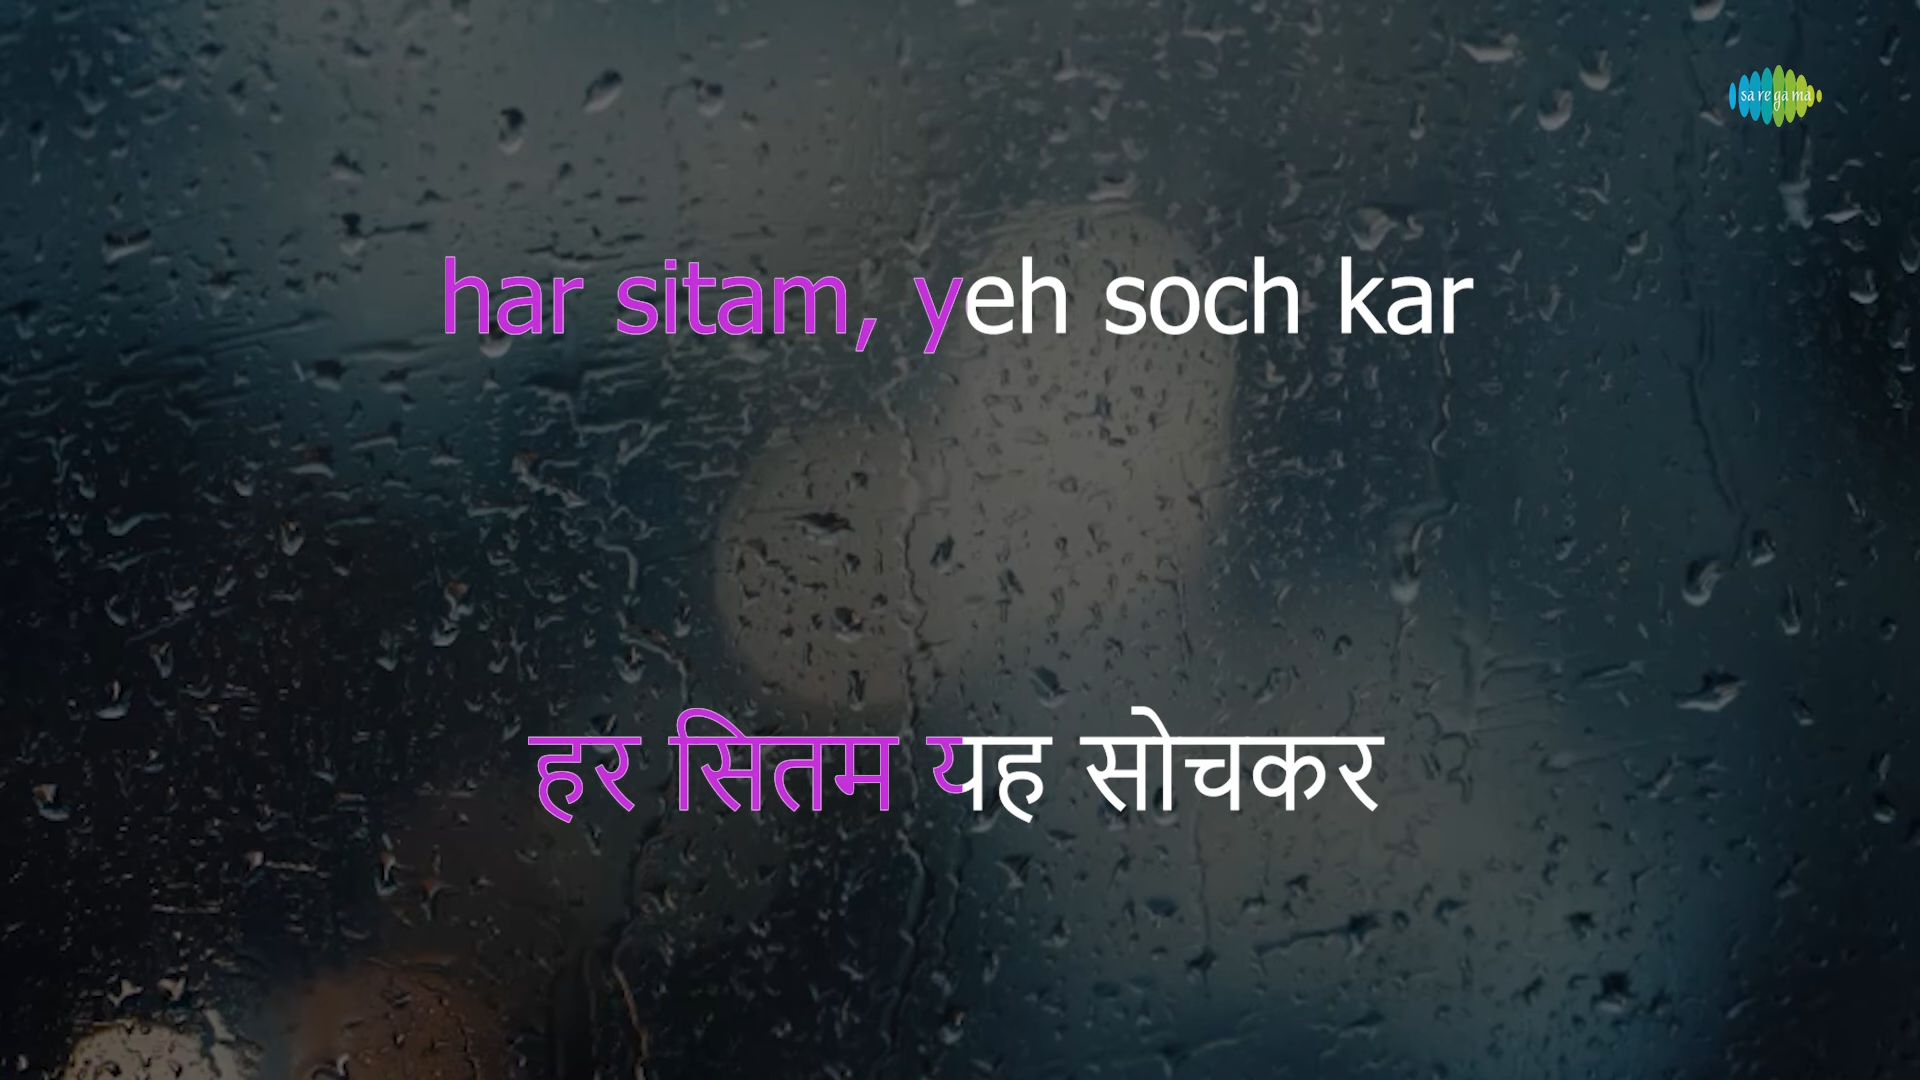 sa re ga ma
har sitam, yeh soch kar
हर सितम यह सोचकर